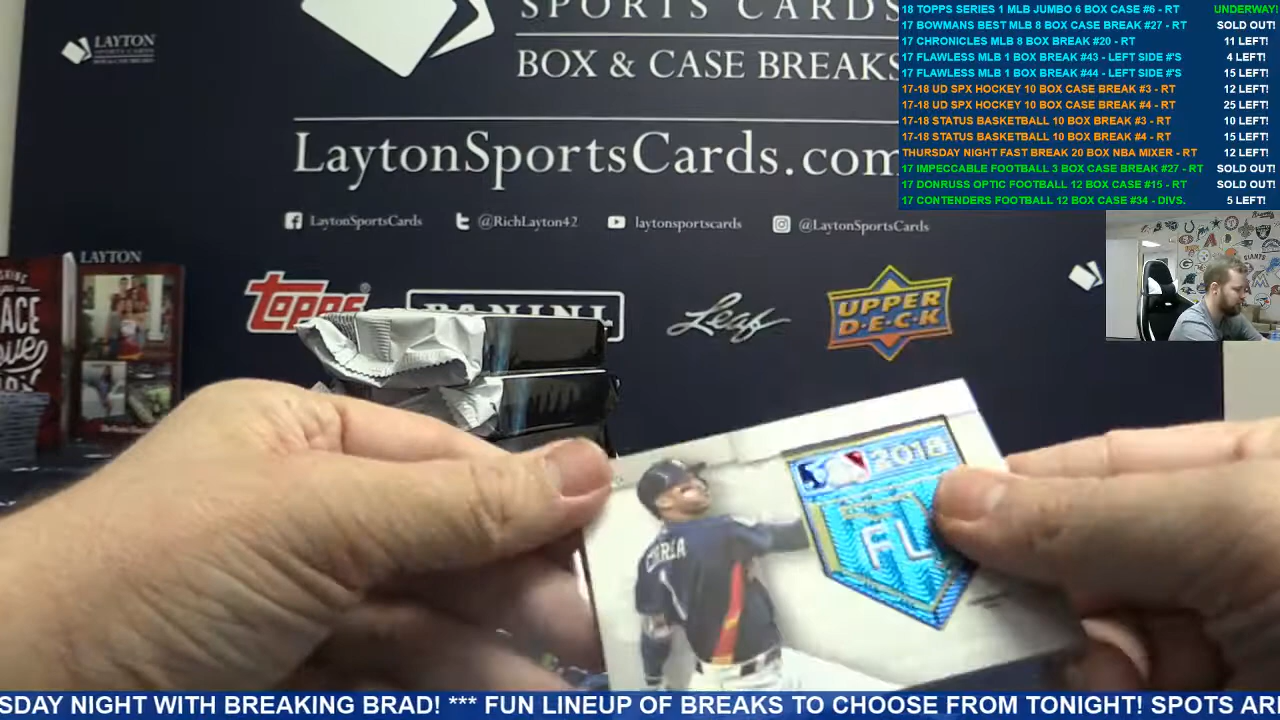 SPORTS CARDS
BOX & CASE BREAKS
LaytonSportsCards.com
LaytonSportsCards @RichLayton42 laytonsportscards @LaytonSportsCards
LAYTON
SPORTS CARDS
BOX & CASE BREAKS
18 TOPPS SERIES 1 MLB JUMBO 6 BOX CASE #6 - RT UNDERWAY!
17 BOWMANS BEST MLB 8 BOX CASE BREAK #27 - RT SOLD OUT!
17 CHRONICLES MLB 8 BOX BREAK #20 - RT 11 LEFT!
17 FLAWLESS MLB 1 BOX BREAK #43 - LEFT SIDE #'S 4 LEFT!
17 FLAWLESS MLB 1 BOX BREAK #44 - LEFT SIDE #'S 15 LEFT!
17-18 UD SPX HOCKEY 10 BOX CASE BREAK #3 - RT 12 LEFT!
17-18 UD SPX HOCKEY 10 BOX CASE BREAK #4 - RT 25 LEFT!
17-18 STATUS BASKETBALL 10 BOX BREAK #3 - RT 10 LEFT!
17-18 STATUS BASKETBALL 10 BOX BREAK #4 - RT 15 LEFT!
THURSDAY NIGHT FAST BREAK 20 BOX NBA MIXER - RT 12 LEFT!
17 IMPECCABLE FOOTBALL 3 BOX CASE BREAK #27 - RT SOLD OUT!
17 DONRUSS OPTIC FOOTBALL 12 BOX CASE #15 - RT SOLD OUT!
17 CONTENDERS FOOTBALL 12 BOX CASE #34 - DIVS. 5 LEFT!
LAYTON
topps PANINI Leaf UPPER DECK
2018
FL
CORREA
SDAY NIGHT WITH BREAKING BRAD! *** FUN LINEUP OF BREAKS TO CHOOSE FROM TONIGHT! SPOTS ARE